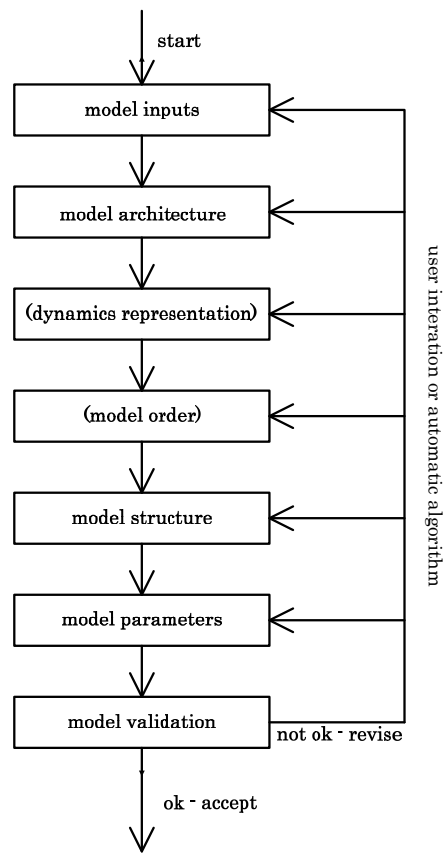 start
model inputs
model architecture
(dynamics representation)
(model order)
model structure
model parameters
model validation
not ok - revise
ok - accept
user interation or automatic algorithm